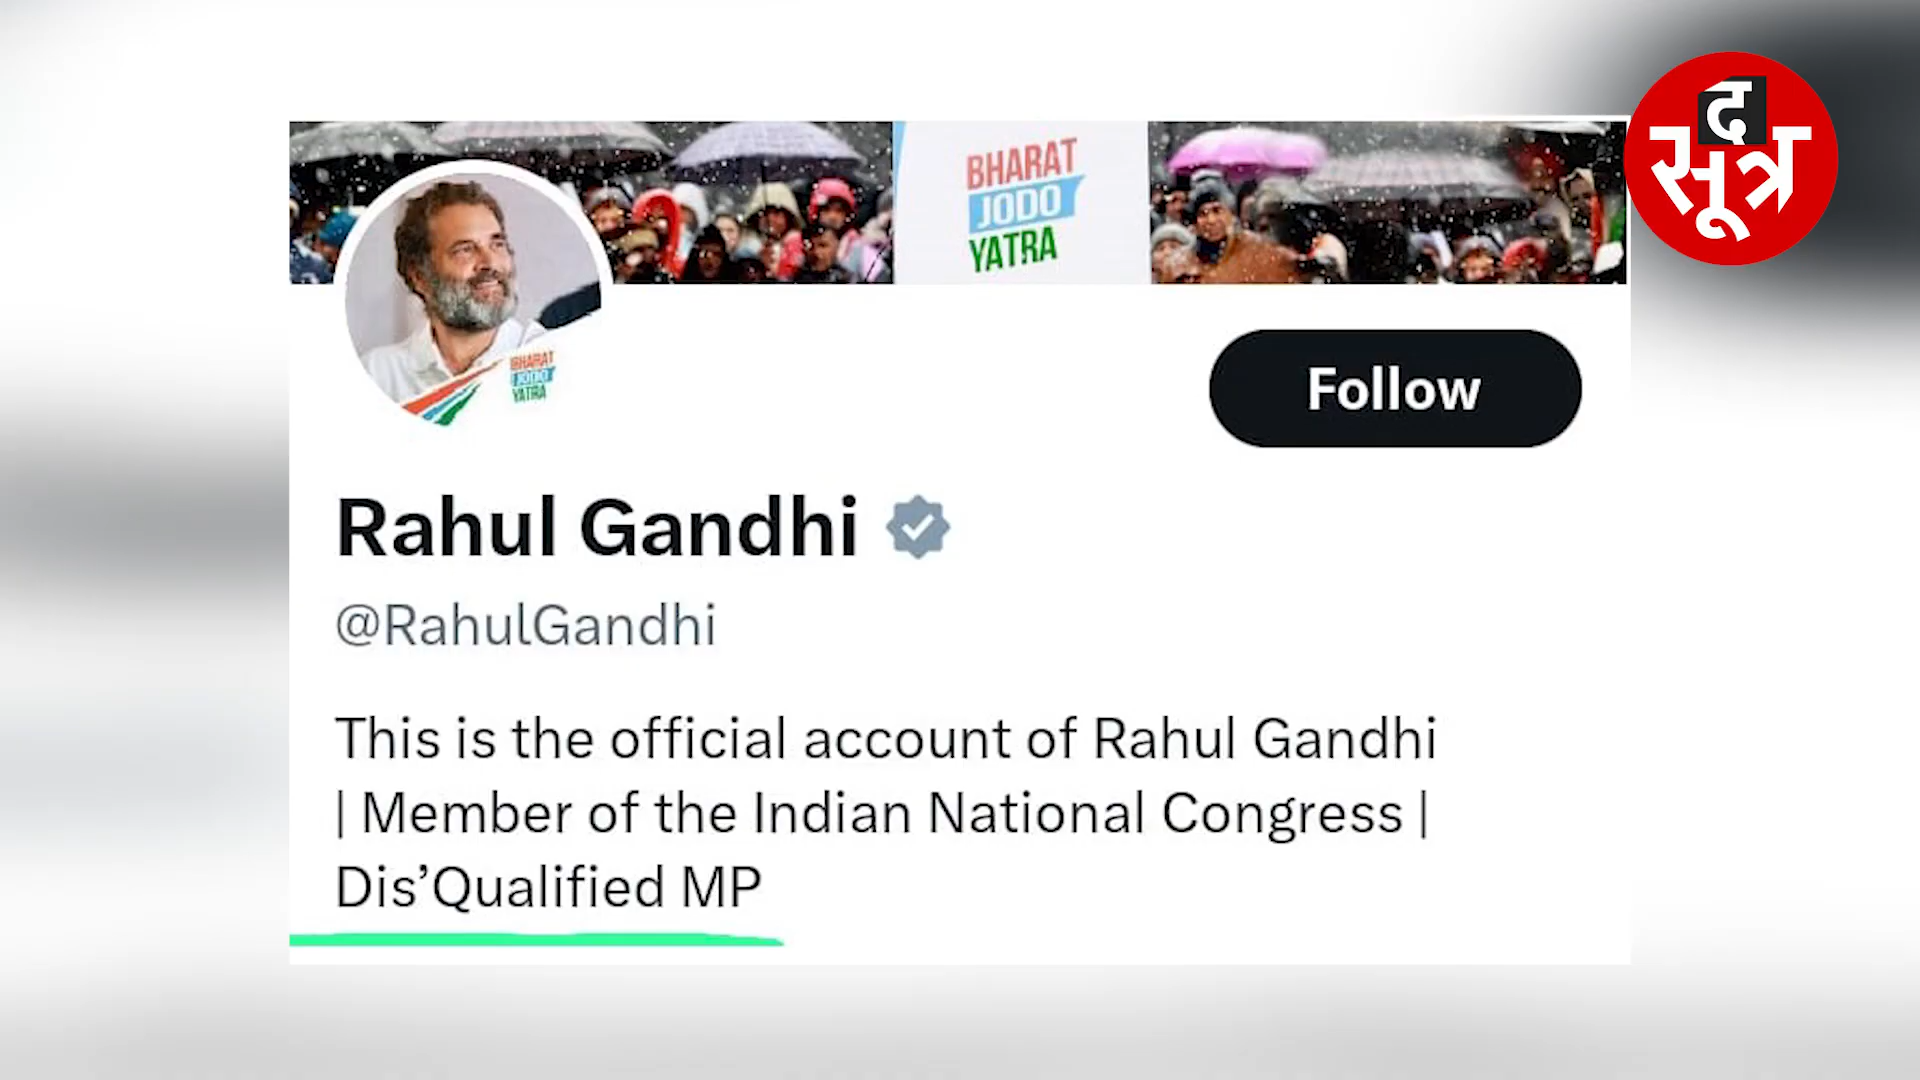 द
सूत्र
BHARAT
JODO
YATRA
BHARAT
JODO
YATRA
Follow
Rahul Gandhi
@RahulGandhi
This is the official account of Rahul Gandhi
| Member of the Indian National Congress |
Dis’Qualified MP